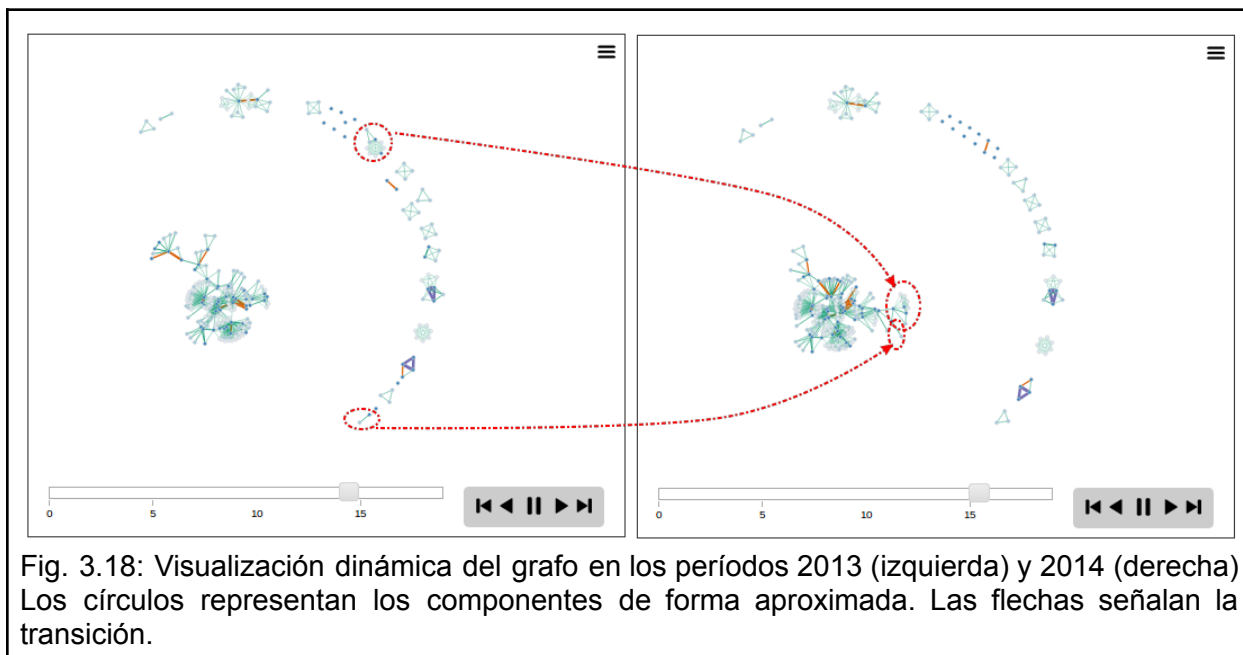 0 5 10 15
0 5 10 15
Fig. 3.18: Visualización dinámica del grafo en los períodos 2013 (izquierda) y 2014 (derecha)
Los círculos representan los componentes de forma aproximada. Las flechas señalan la
transición.